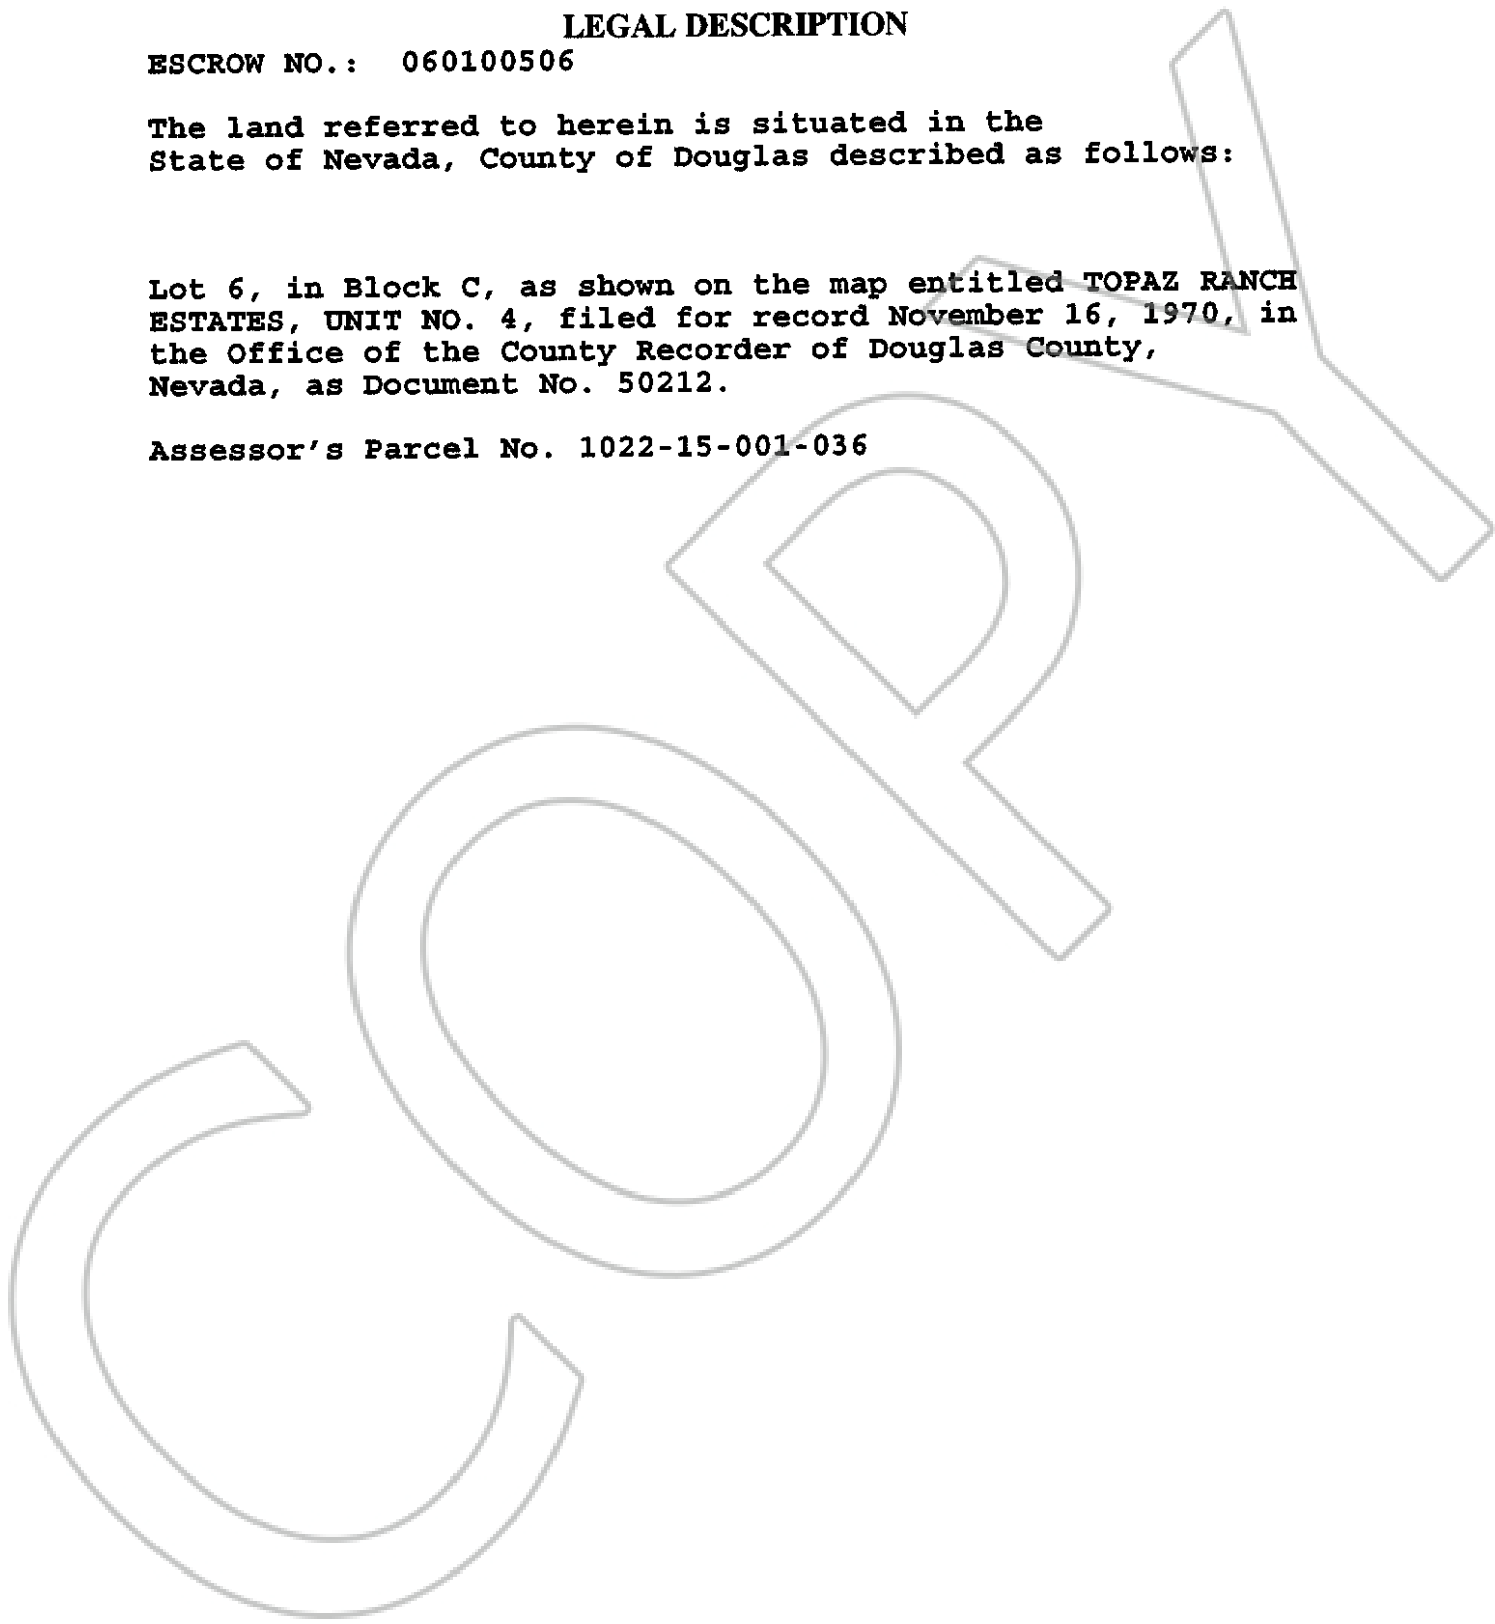 LEGAL DESCRIPTION
ESCROW NO.: 060100506
The land referred to herein is situated in the
State of Nevada, County of Douglas described as follows:
Lot 6, in Block C, as shown on the map entitled TOPAZ RANCH
ESTATES, UNIT NO. 4, filed for record November 16, 1970, in
the Office of the County Recorder of Douglas County,
Nevada, as Document No. 50212.
Assessor's Parcel No. 1022-15-001-036
COPY